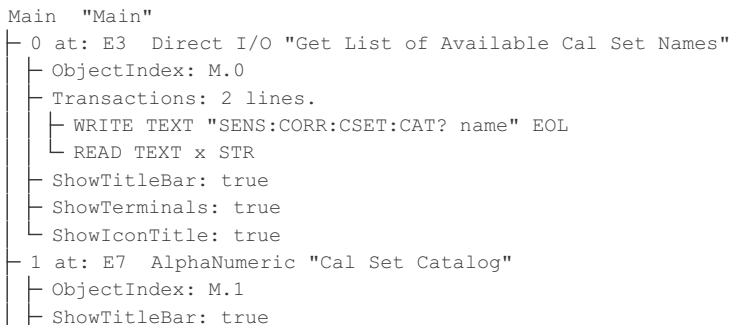 Main  "Main"
├─ 0 at: E3  Direct I/O "Get List of Available Cal Set Names"
│ ├─ ObjectIndex: M.0
│ ├─ Transactions: 2 lines.
│ │ ├─ WRITE TEXT "SENS:CORR:CSET:CAT? name" EOL
│ │ └─ READ TEXT x STR
│ ├─ ShowTitleBar: true
│ ├─ ShowTerminals: true
│ └─ ShowIconTitle: true
├─ 1 at: E7  AlphaNumeric "Cal Set Catalog"
│ ├─ ObjectIndex: M.1
│ ├─ ShowTitleBar: true